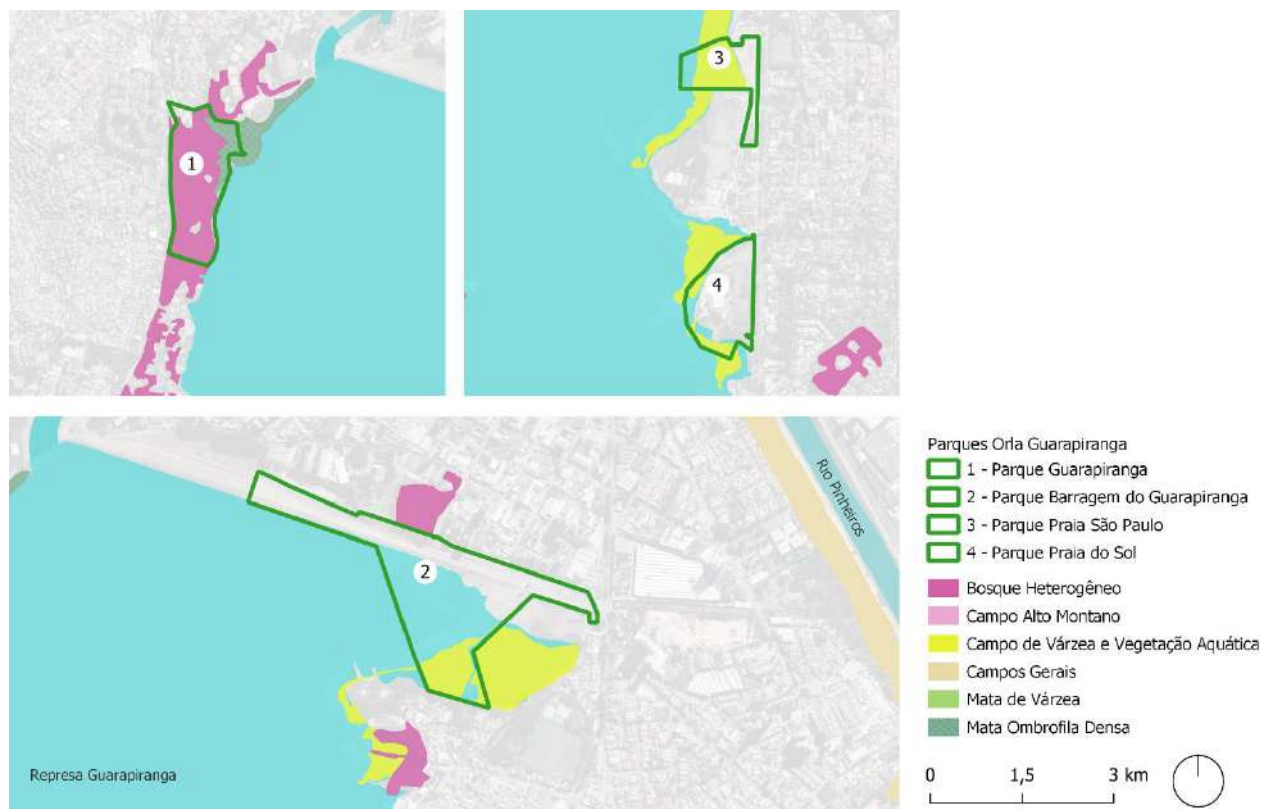 1
3
4
2
Rio Pinheiros
Represa Guarapiranga
Parques Orla Guarapiranga
1 - Parque Guarapiranga
2 - Parque Barragem do Guarapiranga
3 - Parque Praia São Paulo
4 - Parque Praia do Sol
Bosque Heterogêneo
Campo Alto Montano
Campo de Várzea e Vegetação Aquática
Campos Gerais
Mata de Várzea
Mata Ombrofila Densa
0 1,5 3 km